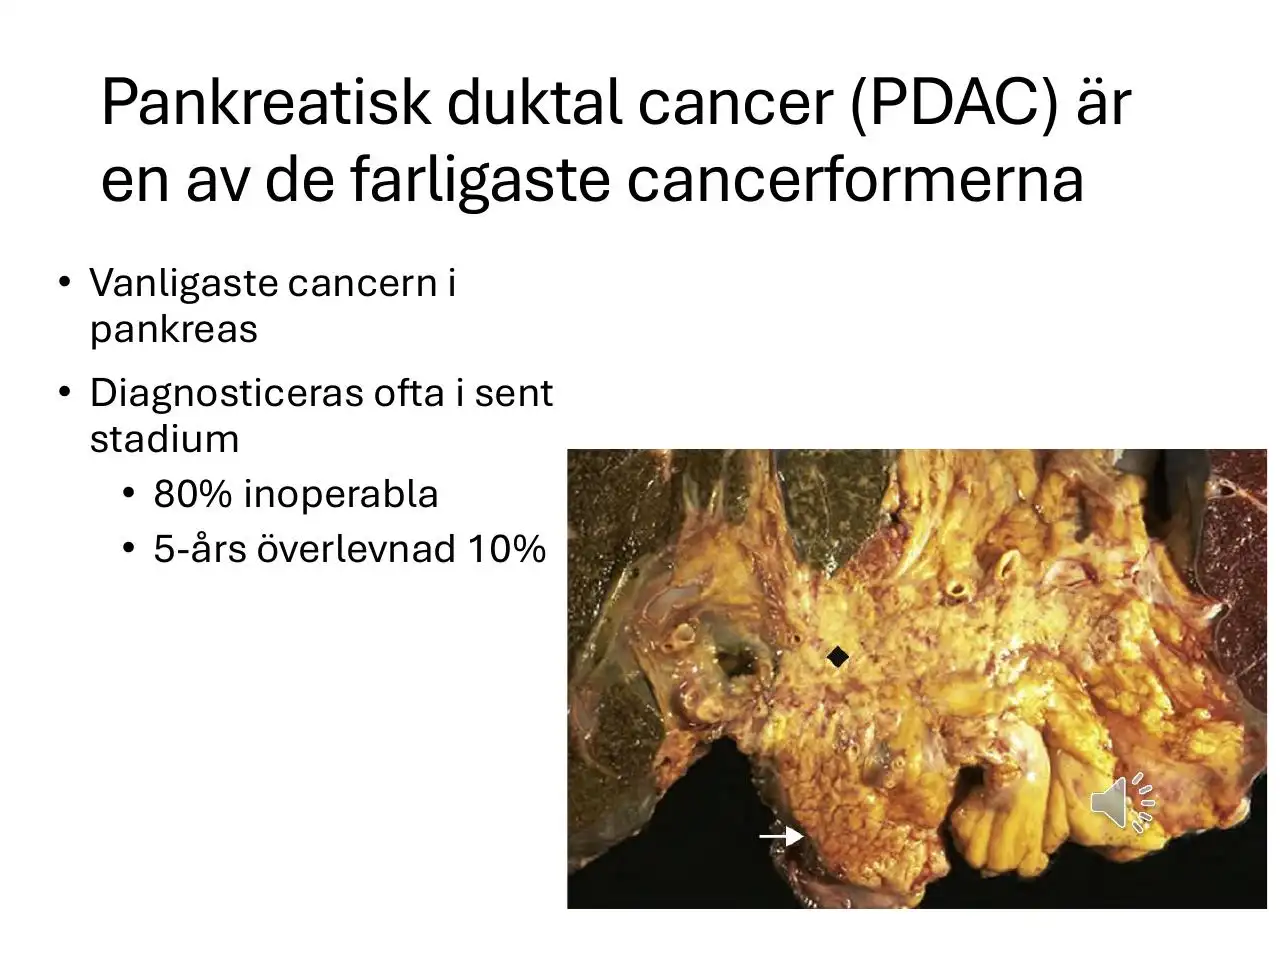 Pankreatisk duktal cancer (PDAC) är
en av de farligaste cancerformerna
• Vanligaste cancern i
pankreas
• Diagnosticeras ofta i sent
stadium
• 80% inoperabla
• 5-års överlevnad 10%